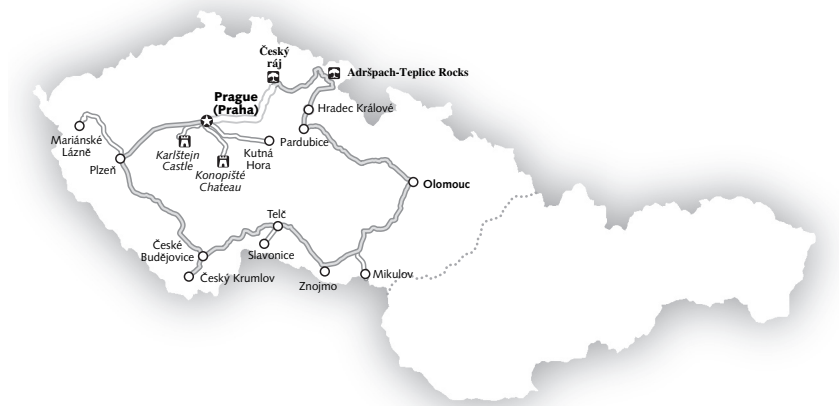 Český
ráj
Adršpach-Teplice Rocks
Prague
(Praha)
Hradec Králové
Mariánské
Lázně
Karlštejn
Castle
Kutná
Hora
Pardubice
Plzeň
Konopiště
Chateau
Olomouc
Telč
České
Budějovice
Slavonice
Český Krumlov
Znojmo
Mikulov